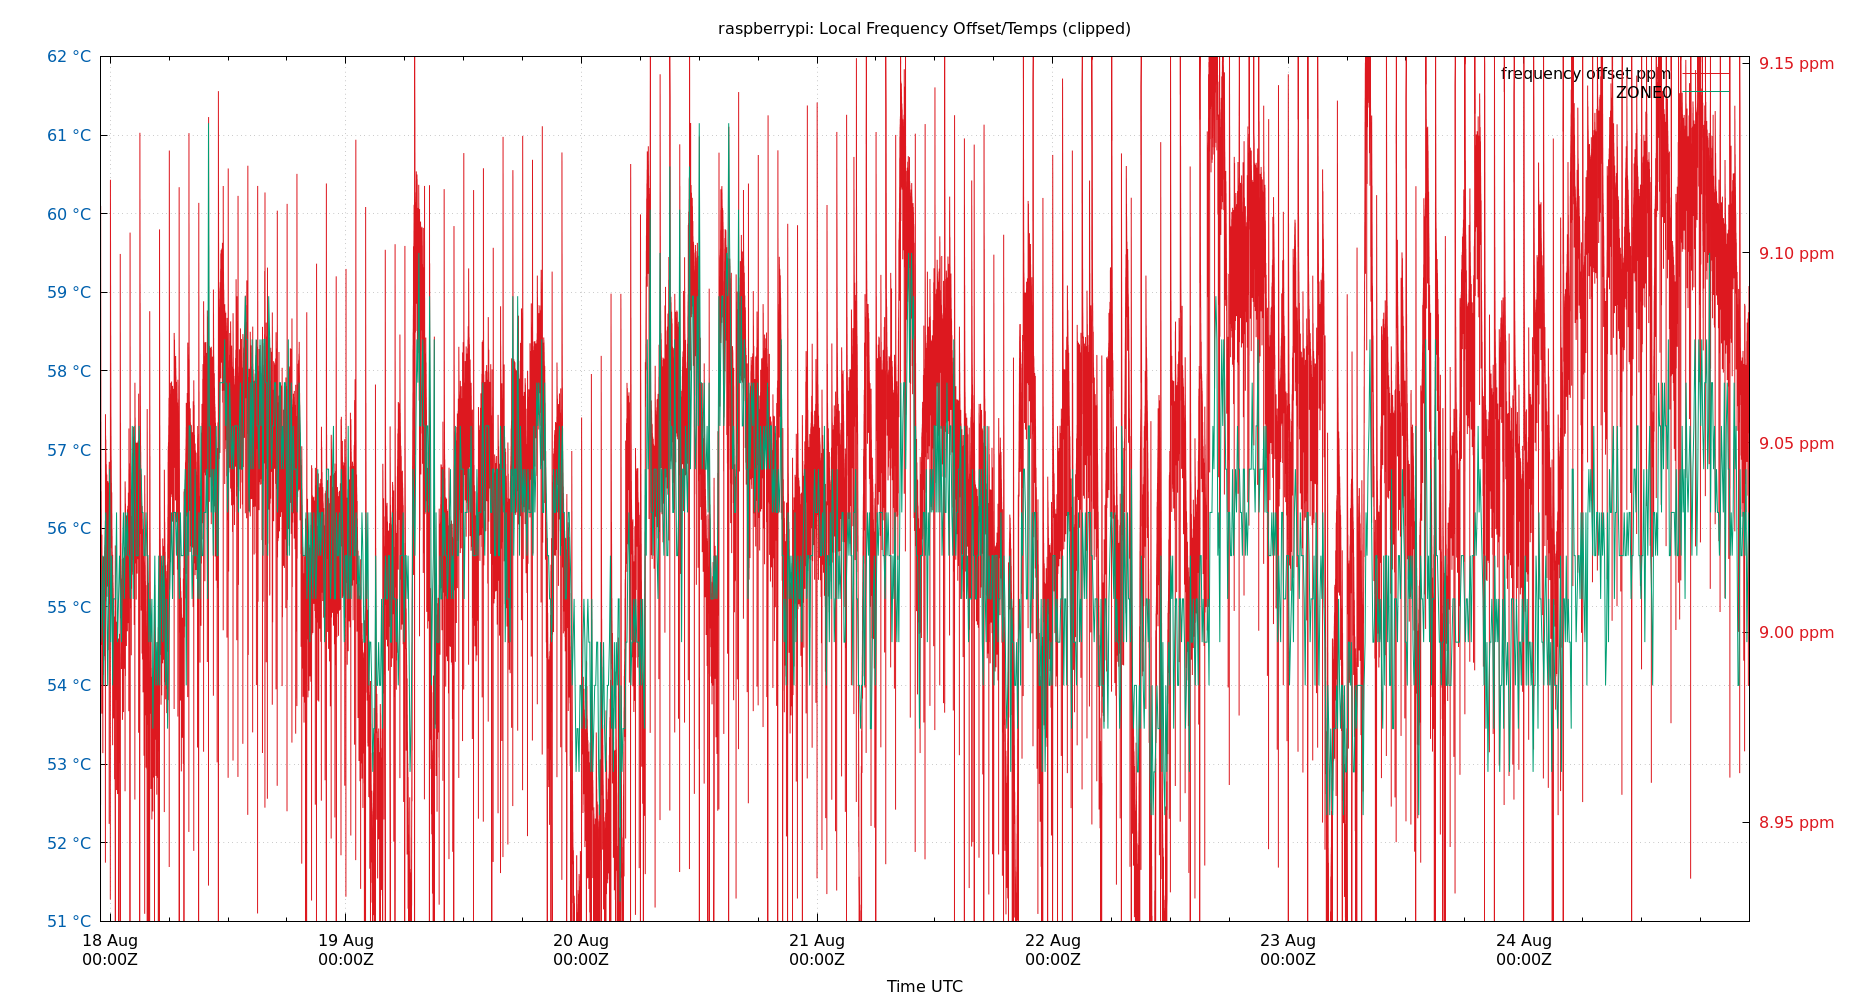 raspberrypi: Local Frequency Offset/Temps (clipped)
62 °C
61 °C
60 °C
59 °C
58 °C
57 °C
56 °C
55 °C
54 °C
53 °C
52 °C
51 °C
frequency offset ppm
ZONE0
9.15 ppm
9.10 ppm
9.05 ppm
9.00 ppm
8.95 ppm
18 Aug
00:00Z
19 Aug
00:00Z
20 Aug
00:00Z
21 Aug
00:00Z
22 Aug
00:00Z
23 Aug
00:00Z
24 Aug
00:00Z
Time UTC